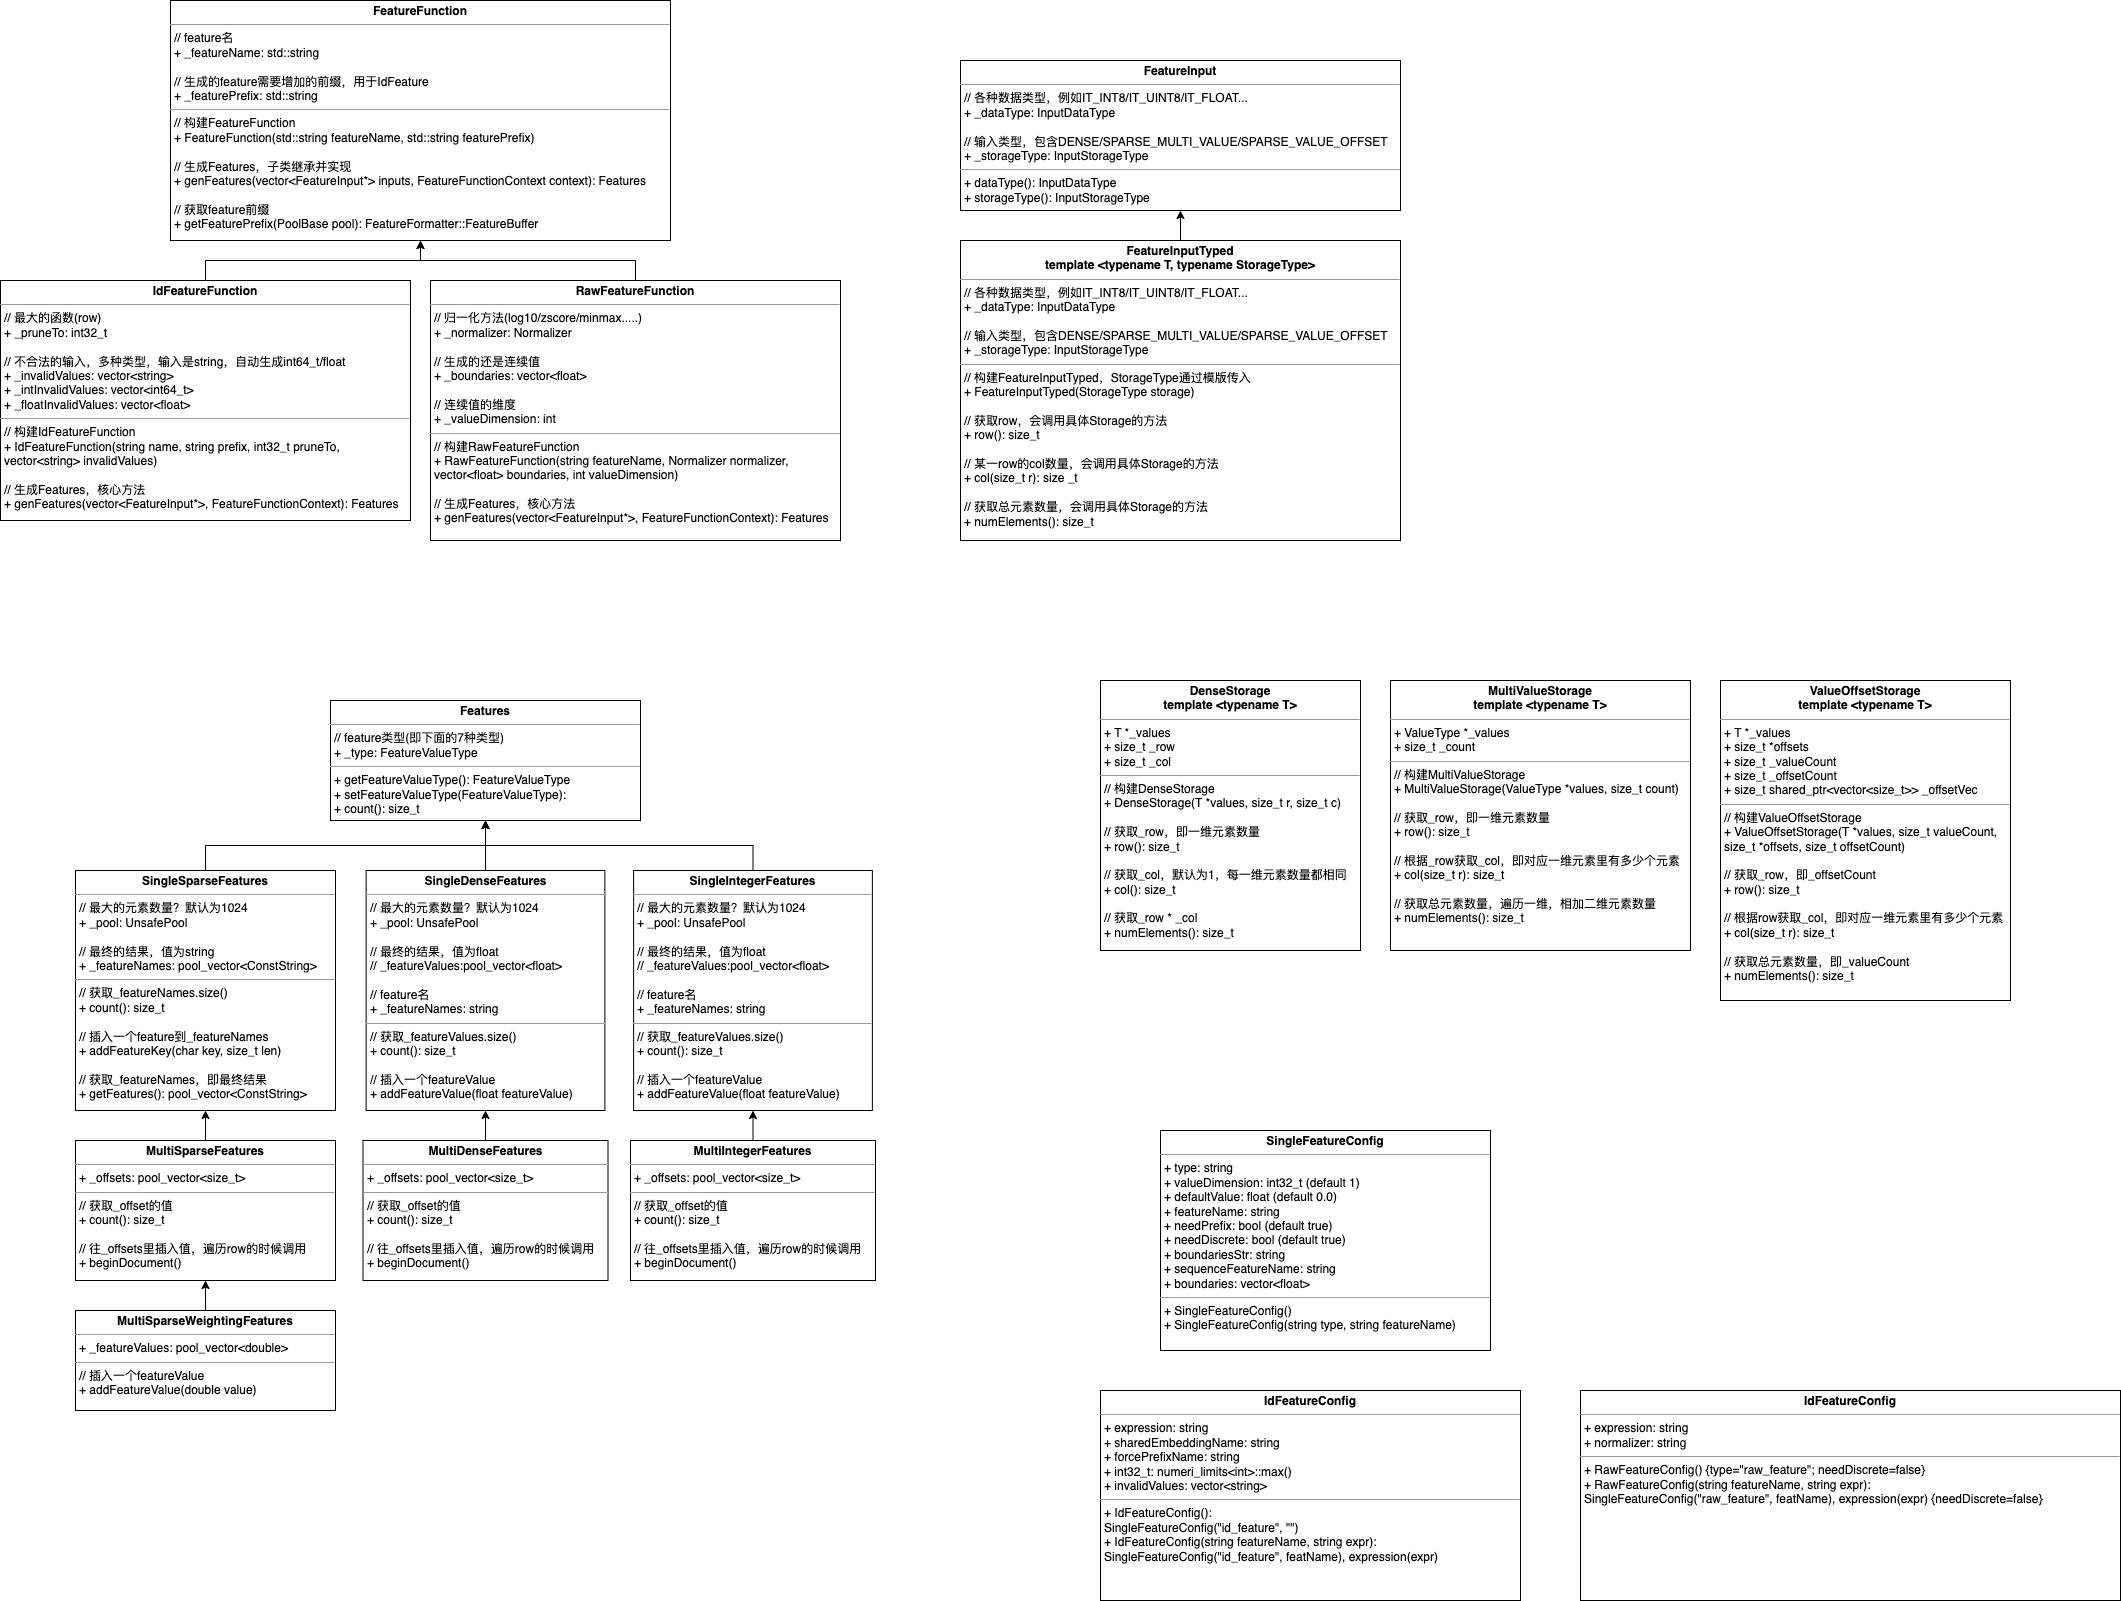 FeatureFunction
// feature名
+ _featureName: std::string
// 生成的feature需要增加的前缀，用于IdFeature
+ _featurePrefix: std::string
// 构建FeatureFunction
+ FeatureFunction(std::string featureName, std::string featurePrefix)
// 生成Features，子类继承并实现
+ genFeatures(vector<FeatureInput*> inputs, FeatureFunctionContext context): Features
// 获取feature前缀
+ getFeaturePrefix(PoolBase pool): FeatureFormatter::FeatureBuffer
IdFeatureFunction
// 最大的函数(row)
+ _pruneTo: int32_t
// 不合法的输入，多种类型，输入是string，自动生成int64_t/float
+ _invalidValues: vector<string>
+ _intInvalidValues: vector<int64_t>
+ _floatInvalidValues: vector<float>
// 构建IdFeatureFunction
+ IdFeatureFunction(string name, string prefix, int32_t pruneTo,
vector<string> invalidValues)
// 生成Features，核心方法
+ genFeatures(vector<FeatureInput*>, FeatureFunctionContext): Features
RawFeatureFunction
// 归一化方法(log10/zscore/minmax.....)
+ _normalizer: Normalizer
// 生成的还是连续值
+ _boundaries: vector<float>
// 连续值的维度
+ _valueDimension: int
// 构建RawFeatureFunction
+ RawFeatureFunction(string featureName, Normalizer normalizer,
vector<float> boundaries, int valueDimension)
// 生成Features，核心方法
+ genFeatures(vector<FeatureInput*>, FeatureFunctionContext): Features
FeatureInput
// 各种数据类型，例如IT_INT8/IT_UINT8/IT_FLOAT...
+ _dataType: InputDataType
// 输入类型，包含DENSE/SPARSE_MULTI_VALUE/SPARSE_VALUE_OFFSET
+ _storageType: InputStorageType
+ dataType(): InputDataType
+ storageType(): InputStorageType
FeatureInputTyped
template <typename T, typename StorageType>
// 各种数据类型，例如IT_INT8/IT_UINT8/IT_FLOAT...
+ _dataType: InputDataType
// 输入类型，包含DENSE/SPARSE_MULTI_VALUE/SPARSE_VALUE_OFFSET
+ _storageType: InputStorageType
// 构建FeatureInputTyped，StorageType通过模版传入
+ FeatureInputTyped(StorageType storage)
// 获取row，会调用具体Storage的方法
+ row(): size_t
// 某一row的col数量，会调用具体Storage的方法
+ col(size_t r): size _t
// 获取总元素数量，会调用具体Storage的方法
+ numElements(): size_t
Features
// feature类型(即下面的7种类型)
+ _type: FeatureValueType
+ getFeatureValueType(): FeatureValueType
+ setFeatureValueType(FeatureValueType):
+ count(): size_t
SingleSparseFeatures
// 最大的元素数量？默认为1024
+ _pool: UnsafePool
// 最终的结果，值为string
+ _featureNames: pool_vector<ConstString>
// 获取_featureNames.size()
+ count(): size_t
// 插入一个feature到_featureNames
+ addFeatureKey(char key, size_t len)
// 获取_featureNames，即最终结果
+ getFeatures(): pool_vector<ConstString>
SingleDenseFeatures
// 最大的元素数量？默认为1024
+ _pool: UnsafePool
// 最终的结果，值为float
// _featureValues:pool_vector<float>
// feature名
+ _featureNames: string
// 获取_featureValues.size()
+ count(): size_t
// 插入一个featureValue
+ addFeatureValue(float featureValue)
SingleIntegerFeatures
// 最大的元素数量？默认为1024
+ _pool: UnsafePool
// 最终的结果，值为float
// _featureValues:pool_vector<float>
// feature名
+ _featureNames: string
// 获取_featureValues.size()
+ count(): size_t
// 插入一个featureValue
+ addFeatureValue(float featureValue)
MultiSparseFeatures
+ _offsets: pool_vector<size_t>
// 获取_offset的值
+ count(): size_t
// 往_offsets里插入值，遍历row的时候调用
+ beginDocument()
MultiDenseFeatures
+ _offsets: pool_vector<size_t>
// 获取_offset的值
+ count(): size_t
// 往_offsets里插入值，遍历row的时候调用
+ beginDocument()
MultiIntegerFeatures
+ _offsets: pool_vector<size_t>
// 获取_offset的值
+ count(): size_t
// 往_offsets里插入值，遍历row的时候调用
+ beginDocument()
MultiSparseWeightingFeatures
+ _featureValues: pool_vector<double>
// 插入一个featureValue
+ addFeatureValue(double value)
DenseStorage
template <typename T>
+ T *_values
+ size_t _row
+ size_t _col
// 构建DenseStorage
+ DenseStorage(T *values, size_t r, size_t c)
// 获取_row，即一维元素数量
+ row(): size_t
// 获取_col，默认为1，每一维元素数量都相同
+ col(): size_t
// 获取_row * _col
+ numElements(): size_t
MultiValueStorage
template <typename T>
+ ValueType *_values
+ size_t _count
// 构建MultiValueStorage
+ MultiValueStorage(ValueType *values, size_t count)
// 获取_row，即一维元素数量
+ row(): size_t
// 根据_row获取_col，即对应一维元素里有多少个元素
+ col(size_t r): size_t
// 获取总元素数量，遍历一维，相加二维元素数量
+ numElements(): size_t
ValueOffsetStorage
template <typename T>
+ T *_values
+ size_t *offsets
+ size_t _valueCount
+ size_t _offsetCount
+ size_t shared_ptr<vector<size_t>> _offsetVec
// 构建ValueOffsetStorage
+ ValueOffsetStorage(T *values, size_t valueCount,
size_t *offsets, size_t offsetCount)
// 获取_row，即_offsetCount
+ row(): size_t
// 根据row获取_col，即对应一维元素里有多少个元素
+ col(size_t r): size_t
// 获取总元素数量，即_valueCount
+ numElements(): size_t
SingleFeatureConfig
+ type: string
+ valueDimension: int32_t (default 1)
+ defaultValue: float (default 0.0)
+ featureName: string
+ needPrefix: bool (default true)
+ needDiscrete: bool (default true)
+ boundariesStr: string
+ sequenceFeatureName: string
+ boundaries: vector<float>
+ SingleFeatureConfig()
+ SingleFeatureConfig(string type, string featureName)
IdFeatureConfig
+ expression: string
+ sharedEmbeddingName: string
+ forcePrefixName: string
+ int32_t: numeri_limits<int>::max()
+ invalidValues: vector<string>
+ IdFeatureConfig():
SingleFeatureConfig("id_feature", "")
+ IdFeatureConfig(string featureName, string expr):
SingleFeatureConfig("id_feature", featName), expression(expr)
IdFeatureConfig
+ expression: string
+ normalizer: string
+ RawFeatureConfig() {type="raw_feature"; needDiscrete=false}
+ RawFeatureConfig(string featureName, string expr):
SingleFeatureConfig("raw_feature", featName), expression(expr) {needDiscrete=false}